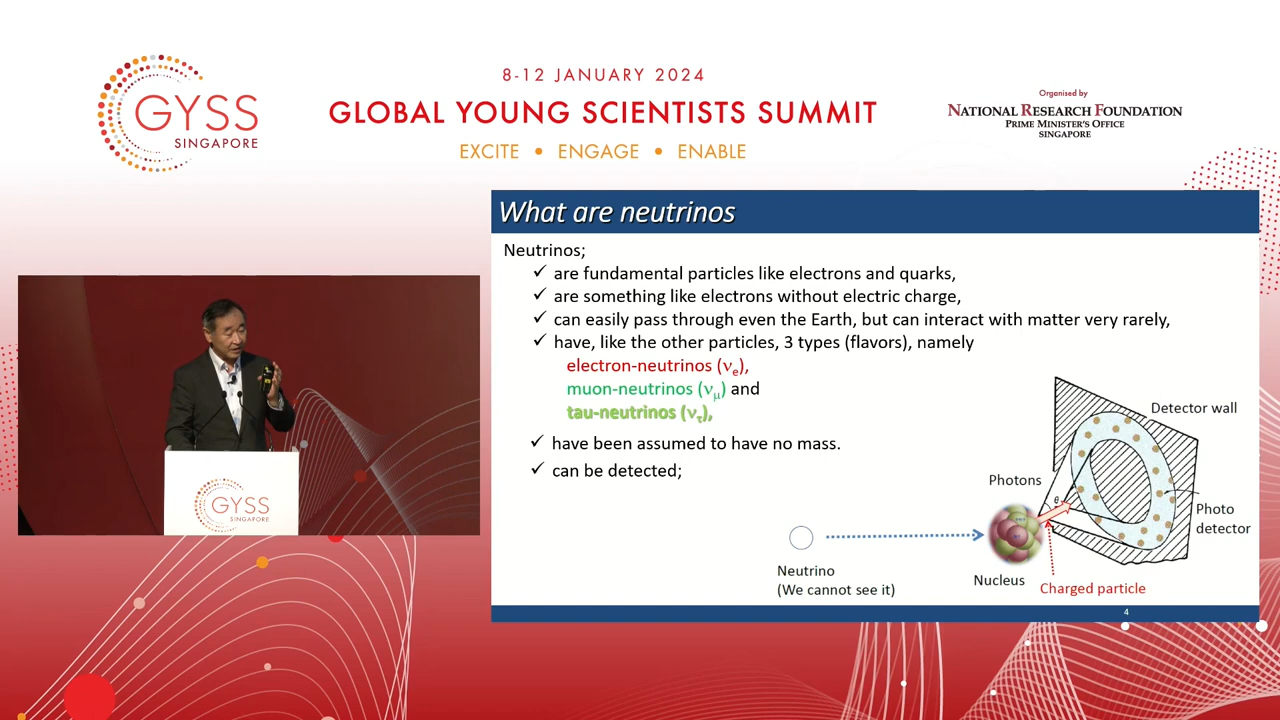 GYSS
SINGAPORE
8-12 JANUARY 2024
GLOBAL YOUNG SCIENTISTS SUMMIT
EXCITE • ENGAGE • ENABLE
Organised by
NATIONAL RESEARCH FOUNDATION
PRIME MINISTER'S OFFICE
SINGAPORE
What are neutrinos
Neutrinos;
✓ are fundamental particles like electrons and quarks,
✓ are something like electrons without electric charge,
✓ can easily pass through even the Earth, but can interact with matter very rarely,
✓ have, like the other particles, 3 types (flavors), namely
electron-neutrinos (νe),
muon-neutrinos (νμ) and
tau-neutrinos (ντ),
✓ have been assumed to have no mass.
✓ can be detected;
Detector wall
Photons
θ
Photo
detector
Neutrino
(We cannot see it)
Nucleus
Charged particle
4
GYSS
SINGAPORE